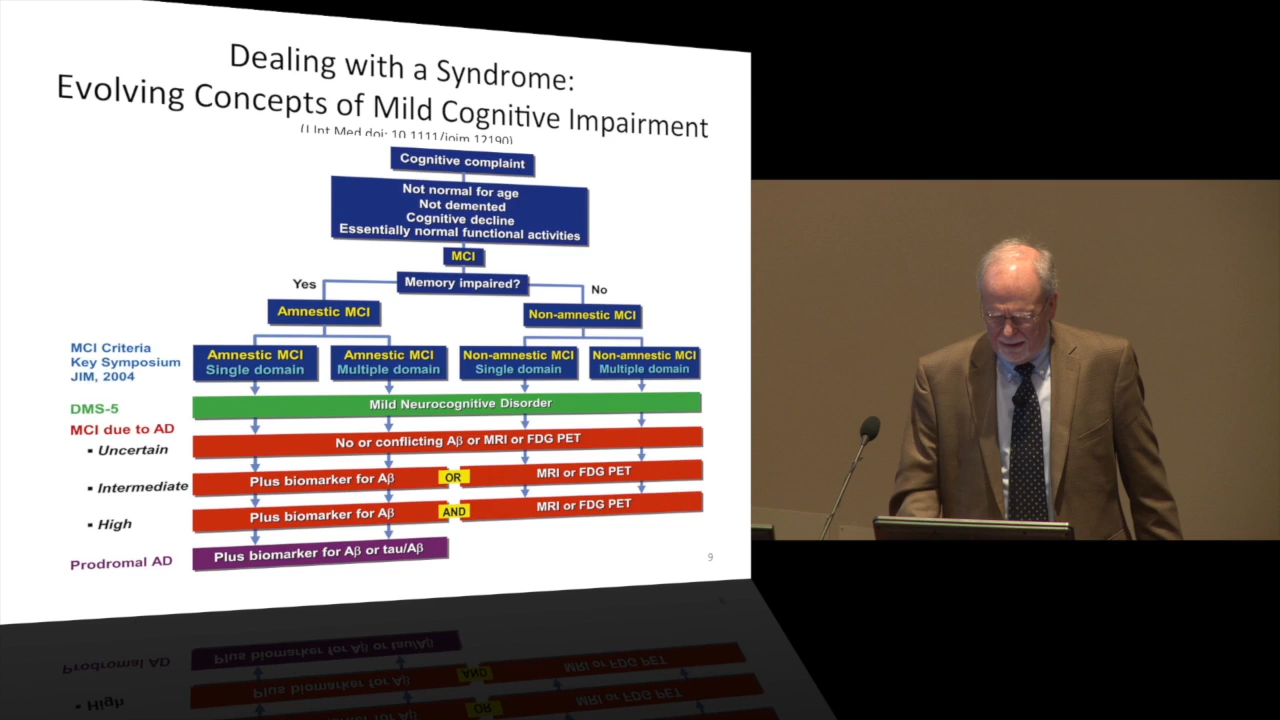 Dealing with a Syndrome:
Evolving Concepts of Mild Cognitive Impairment
(J Int Med doi: 10.1111/joim.12190)
Cognitive complaint
Not normal for age
Not demented
Cognitive decline
Essentially normal functional activities
MCI
Memory impaired?
Yes
No
Amnestic MCI
Non-amnestic MCI
MCI Criteria
Key Symposium
JIM, 2004
Amnestic MCI
Single domain
Amnestic MCI
Multiple domain
Non-amnestic MCI
Single domain
Non-amnestic MCI
Multiple domain
DMS-5
Mild Neurocognitive Disorder
MCI due to AD
▪ Uncertain
No or conflicting Aβ or MRI or FDG PET
▪ Intermediate
Plus biomarker for Aβ
OR
MRI or FDG PET
▪ High
Plus biomarker for Aβ
AND
MRI or FDG PET
Prodromal AD
Plus biomarker for Aβ or tau/Aβ
9